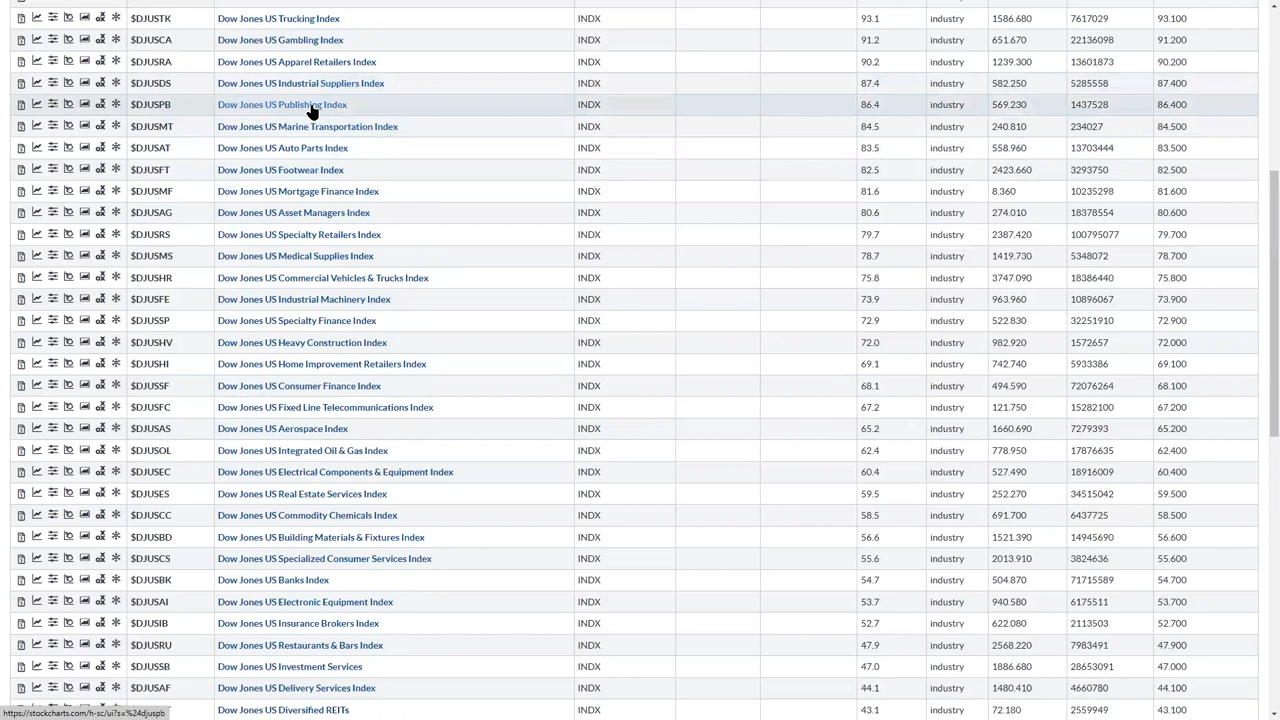 $DJUSTK Dow Jones US Trucking Index INDX 93.1 industry 1586.680 7617029 93.100
$DJUSCA Dow Jones US Gambling Index INDX 91.2 industry 651.670 22136098 91.200
$DJUSRA Dow Jones US Apparel Retailers Index INDX 90.2 industry 1239.300 13601873 90.200
$DJUSDS Dow Jones US Industrial Suppliers Index INDX 87.4 industry 582.250 5285558 87.400
$DJUSPB Dow Jones US Publishing Index INDX 86.4 industry 569.230 1437528 86.400
$DJUSMT Dow Jones US Marine Transportation Index INDX 84.5 industry 240.810 234027 84.500
$DJUSAT Dow Jones US Auto Parts Index INDX 83.5 industry 558.960 13703444 83.500
$DJUSFT Dow Jones US Footwear Index INDX 82.5 industry 2423.660 3293750 82.500
$DJUSMF Dow Jones US Mortgage Finance Index INDX 81.6 industry 8.360 10235298 81.600
$DJUSAG Dow Jones US Asset Managers Index INDX 80.6 industry 274.010 18378554 80.600
$DJUSRS Dow Jones US Specialty Retailers Index INDX 79.7 industry 2387.420 100795077 79.700
$DJUSMS Dow Jones US Medical Supplies Index INDX 78.7 industry 1419.730 5348072 78.700
$DJUSHR Dow Jones US Commercial Vehicles & Trucks Index INDX 75.8 industry 3747.090 18386440 75.800
$DJUSFE Dow Jones US Industrial Machinery Index INDX 73.9 industry 963.960 10896067 73.900
$DJUSSP Dow Jones US Specialty Finance Index INDX 72.9 industry 522.830 32251910 72.900
$DJUSHV Dow Jones US Heavy Construction Index INDX 72.0 industry 982.920 1572657 72.000
$DJUSHI Dow Jones US Home Improvement Retailers Index INDX 69.1 industry 742.740 5933386 69.100
$DJUSSF Dow Jones US Consumer Finance Index INDX 68.1 industry 494.590 72076264 68.100
$DJUSFC Dow Jones US Fixed Line Telecommunications Index INDX 67.2 industry 121.750 15282100 67.200
$DJUSAS Dow Jones US Aerospace Index INDX 65.2 industry 1660.690 7279393 65.200
$DJUSOL Dow Jones US Integrated Oil & Gas Index INDX 62.4 industry 778.950 17876635 62.400
$DJUSEC Dow Jones US Electrical Components & Equipment Index INDX 60.4 industry 527.490 18916009 60.400
$DJUSES Dow Jones US Real Estate Services Index INDX 59.5 industry 252.270 34515042 59.500
$DJUSCC Dow Jones US Commodity Chemicals Index INDX 58.5 industry 691.700 6437725 58.500
$DJUSBD Dow Jones US Building Materials & Fixtures Index INDX 56.6 industry 1521.390 14945690 56.600
$DJUSCS Dow Jones US Specialized Consumer Services Index INDX 55.6 industry 2013.910 3824636 55.600
$DJUSBK Dow Jones US Banks Index INDX 54.7 industry 504.870 71715589 54.700
$DJUSAI Dow Jones US Electronic Equipment Index INDX 53.7 industry 940.580 6175511 53.700
$DJUSIB Dow Jones US Insurance Brokers Index INDX 52.7 industry 622.080 2113503 52.700
$DJUSRU Dow Jones US Restaurants & Bars Index INDX 47.9 industry 2568.220 7983491 47.900
$DJUSSB Dow Jones US Investment Services INDX 47.0 industry 1886.680 28653091 47.000
$DJUSAF Dow Jones US Delivery Services Index INDX 44.1 industry 1480.410 4660780 44.100
Dow Jones US Diversified REITs INDX 43.1 industry 72.180 2559949 43.100
https://stockcharts.com/h-sc/ui?s=%24djuspb